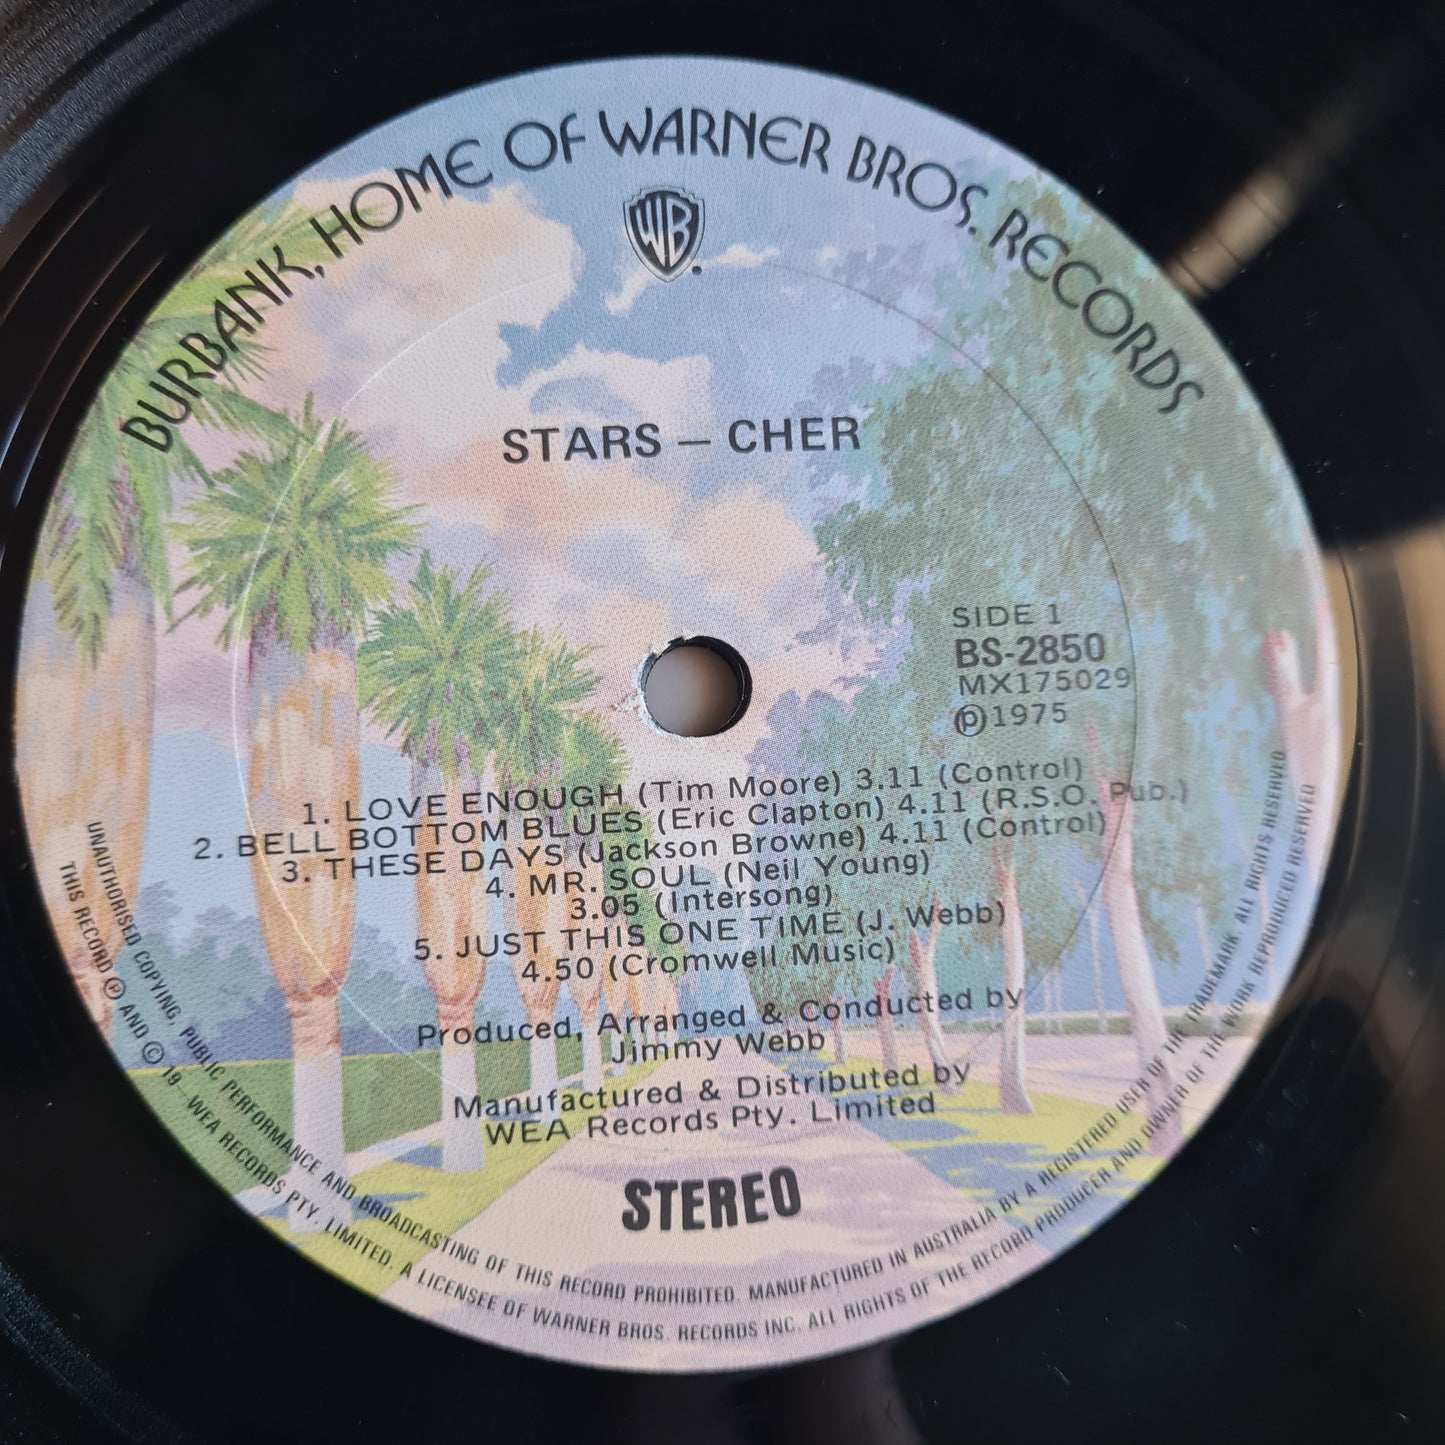 BURBANK, HOME OF WARNER BROS. RECORDS
WB
STARS – CHER
SIDE 1
BS-2850
MX175029
Ⓟ1975
1. LOVE ENOUGH (Tim Moore) 3.11 (Control)
2. BELL BOTTOM BLUES (Eric Clapton) 4.11 (R.S.O. Pub.)
3. THESE DAYS (Jackson Browne) 4.11 (Control)
4. MR. SOUL (Neil Young)
3.05 (Intersong)
5. JUST THIS ONE TIME (J. Webb)
4.50 (Cromwell Music)
Produced, Arranged & Conducted by
Jimmy Webb
Manufactured & Distributed by
WEA Records Pty. Limited
STEREO
UNAUTHORISED COPYING, PUBLIC PERFORMANCE AND BROADCASTING OF THIS RECORD PROHIBITED. MANUFACTURED IN AUSTRALIA BY A REGISTERED USER OF THE TRADEMARK. ALL RIGHTS RESERVED
THIS RECORD Ⓟ AND © 19 WEA RECORDS PTY. LIMITED. A LICENSEE OF WARNER BROS. RECORDS INC. ALL RIGHTS OF THE RECORD PRODUCER AND OWNER OF THE WORK REPRODUCED RESERVED